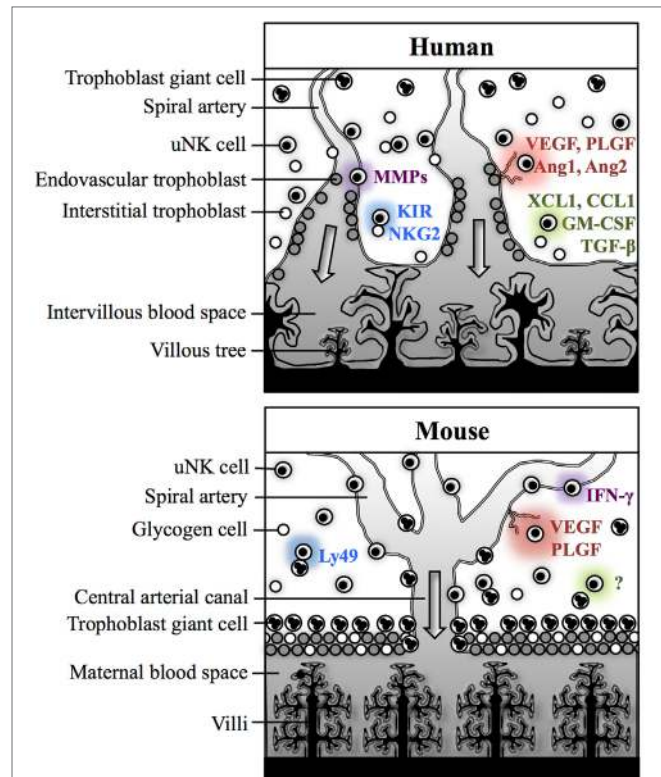 Human
Trophoblast giant cell
Spiral artery
uNK cell
Endovascular trophoblast
Interstitial trophoblast
Intervillous blood space
Villous tree
MMPs
KIR
NKG2
VEGF, PLGF
Ang1, Ang2
XCL1, CCL1
GM-CSF
TGF-β
Mouse
uNK cell
Spiral artery
Glycogen cell
Central arterial canal
Trophoblast giant cell
Maternal blood space
Villi
Ly49
IFN-γ
VEGF
PLGF
?